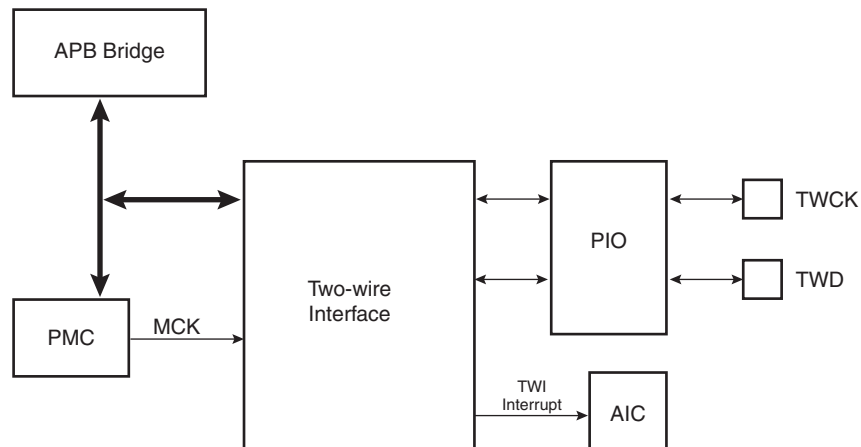 APB Bridge
TWCK
PIO
Two-wire
Interface
TWD
PMC
MCK
TWI
Interrupt
AIC